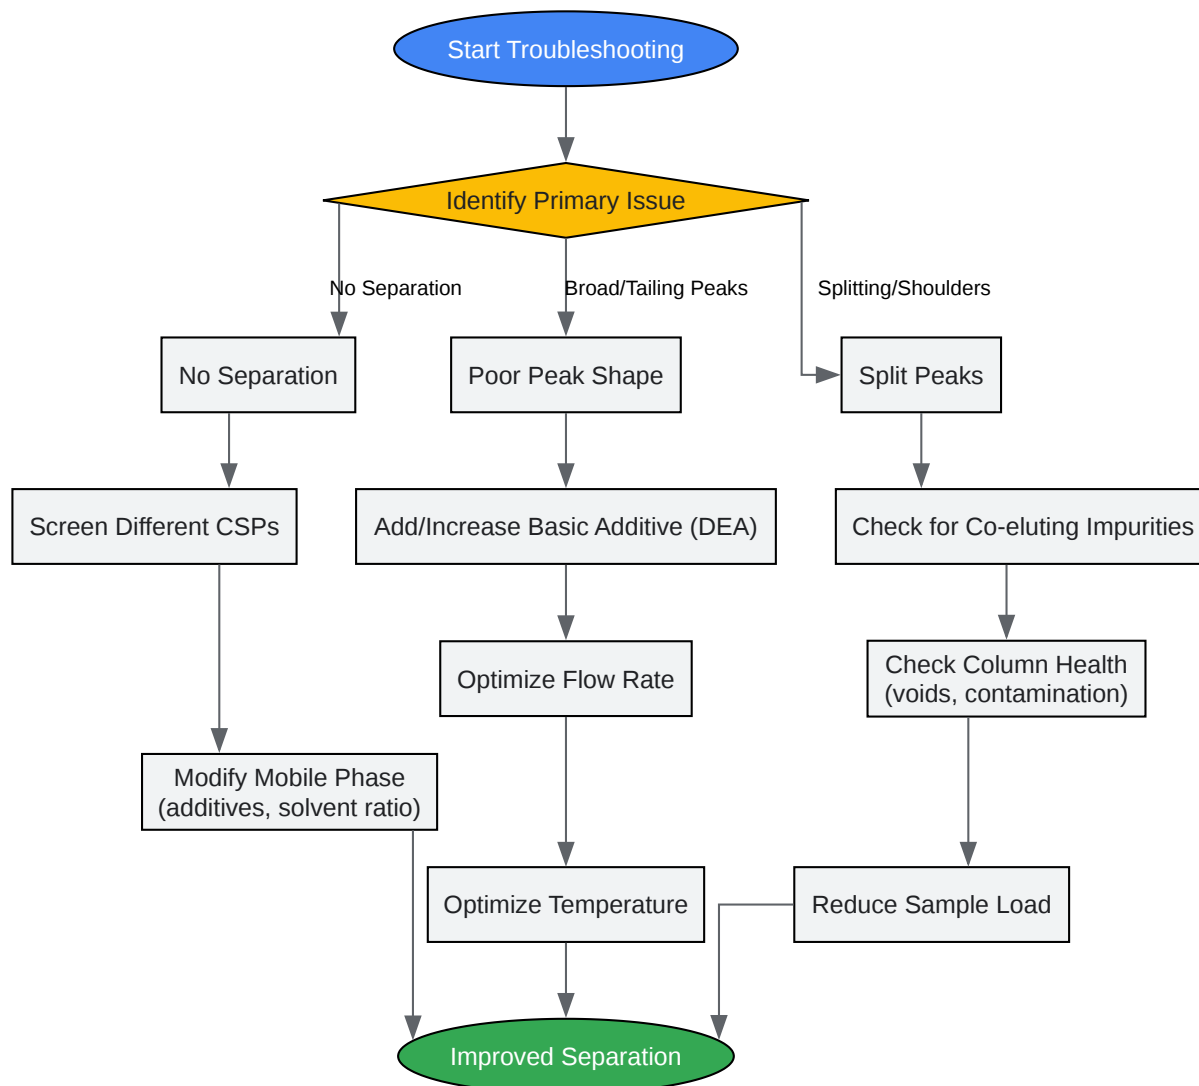 Start Troubleshooting
Identify Primary Issue
No Separation
Broad/Tailing Peaks
Splitting/Shoulders
No Separation
Poor Peak Shape
Split Peaks
Screen Different CSPs
Add/Increase Basic Additive (DEA)
Check for Co-eluting Impurities
Optimize Flow Rate
Check Column Health
(voids, contamination)
Modify Mobile Phase
(additives, solvent ratio)
Optimize Temperature
Reduce Sample Load
Improved Separation